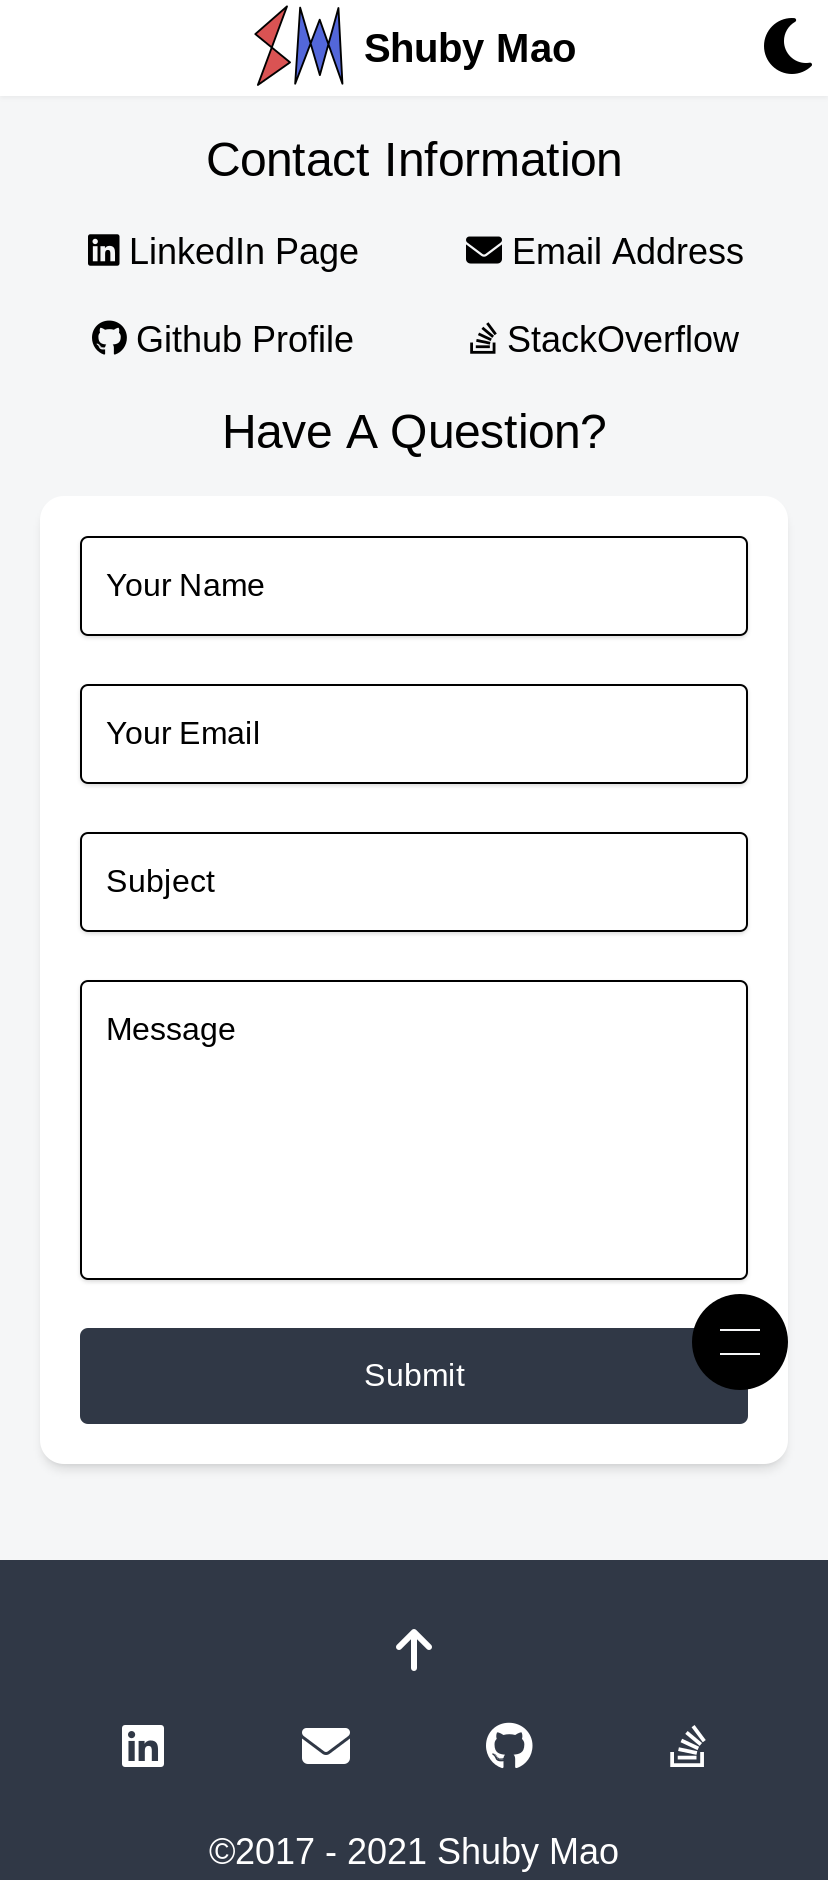 Shuby Mao
Contact Information
LinkedIn Page
Email Address
Github Profile
StackOverflow
Have A Question?
Your Name
Your Email
Subject
Message
Submit
©2017 - 2021 Shuby Mao